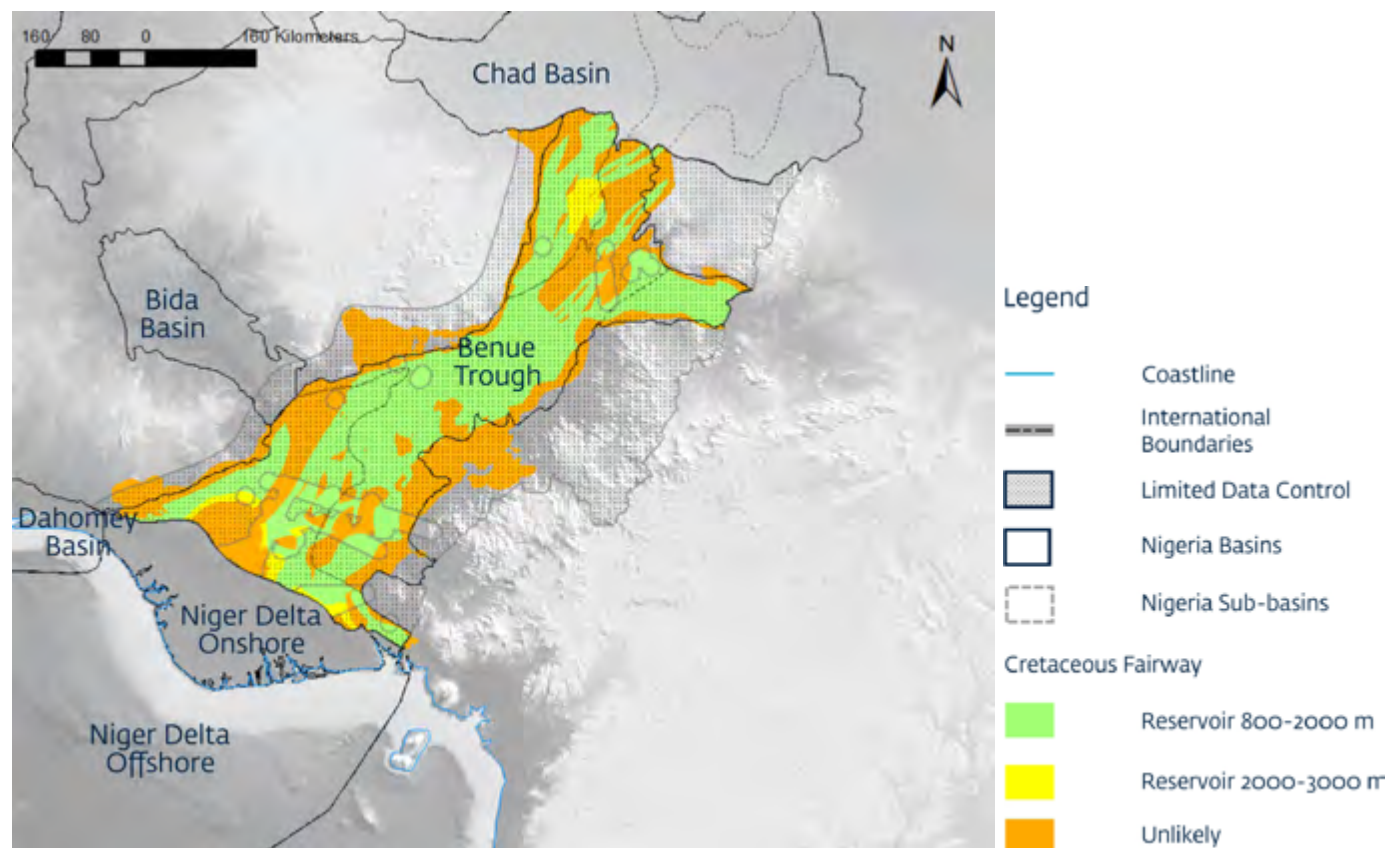 160 80 0 160 Kilometers
N
Chad Basin
Bida
Basin
Benue
Trough
Dahomey
Basin
Niger Delta
Onshore
Niger Delta
Offshore
Legend
Coastline
International
Boundaries
Limited Data Control
Nigeria Basins
Nigeria Sub-basins
Cretaceous Fairway
Reservoir 800-2000 m
Reservoir 2000-3000 m
Unlikely